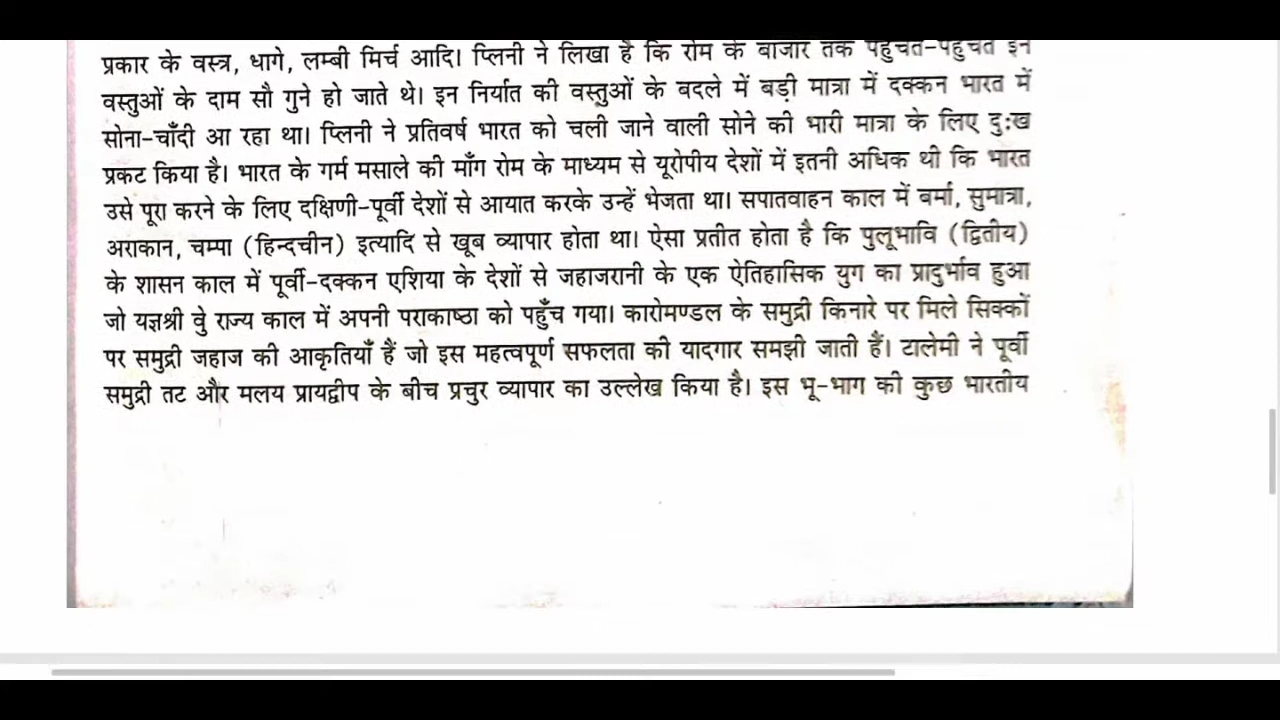 प्रकार के वस्त्र, धागे, लम्बी मिर्च आदि। प्लिनी ने लिखा है कि रोम के बाजार तक पहुँचते-पहुँचते इन
वस्तुओं के दाम सौ गुने हो जाते थे। इन निर्यात की वस्तुओं के बदले में बड़ी मात्रा में दक्कन भारत में
सोना-चाँदी आ रहा था। प्लिनी ने प्रतिवर्ष भारत को चली जाने वाली सोने की भारी मात्रा के लिए दुःख
प्रकट किया है। भारत के गर्म मसाले की माँग रोम के माध्यम से यूरोपीय देशों में इतनी अधिक थी कि भारत
उसे पूरा करने के लिए दक्षिणी-पूर्वी देशों से आयात करके उन्हें भेजता था। सपातवाहन काल में बर्मा, सुमात्रा,
अराकान, चम्पा (हिन्दचीन) इत्यादि से खूब व्यापार होता था। ऐसा प्रतीत होता है कि पुलूभावि (द्वितीय)
के शासन काल में पूर्वी-दक्कन एशिया के देशों से जहाजरानी के एक ऐतिहासिक युग का प्रादुर्भाव हुआ
जो यज्ञश्री वु राज्य काल में अपनी पराकाष्ठा को पहुँच गया। कारोमण्डल के समुद्री किनारे पर मिले सिक्कों
पर समुद्री जहाज की आकृतियाँ हैं जो इस महत्वपूर्ण सफलता की यादगार समझी जाती हैं। टालेमी ने पूर्वी
समुद्री तट और मलय प्रायद्वीप के बीच प्रचुर व्यापार का उल्लेख किया है। इस भू-भाग की कुछ भारतीय